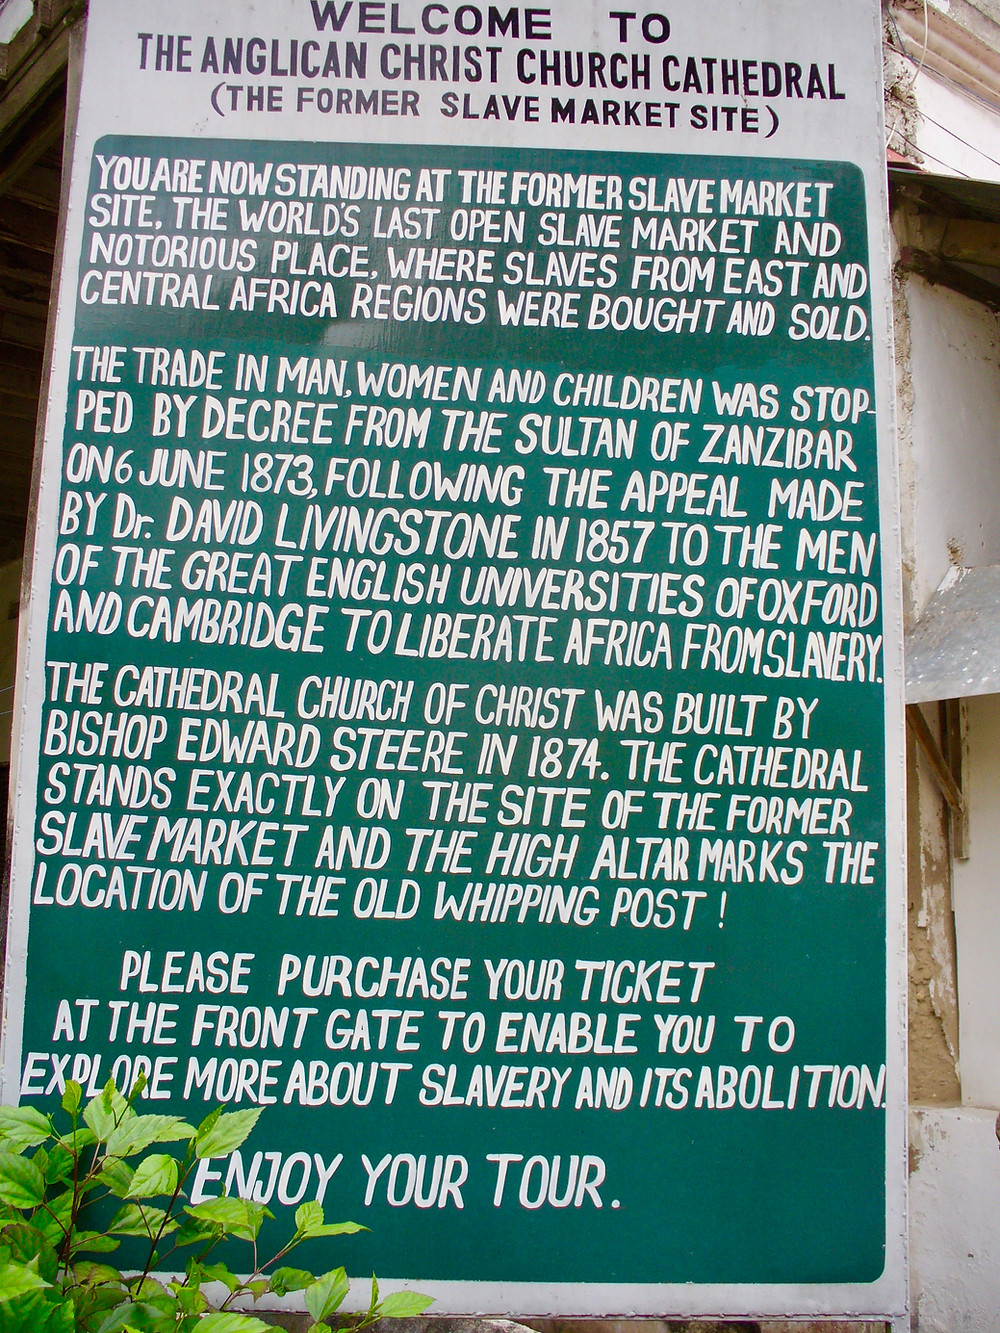 WELCOME TO
THE ANGLICAN CHRIST CHURCH CATHEDRAL
(THE FORMER SLAVE MARKET SITE)
YOU ARE NOW STANDING AT THE FORMER SLAVE MARKET
SITE, THE WORLD'S LAST OPEN SLAVE MARKET AND
NOTORIOUS PLACE, WHERE SLAVES FROM EAST AND
CENTRAL AFRICA REGIONS WERE BOUGHT AND SOLD.
THE TRADE IN MAN, WOMEN AND CHILDREN WAS STOP-
PED BY DECREE FROM THE SULTAN OF ZANZIBAR
ON 6 JUNE 1873, FOLLOWING THE APPEAL MADE
BY Dr. DAVID LIVINGSTONE IN 1857 TO THE MEN
OF THE GREAT ENGLISH UNIVERSITIES OF OXFORD
AND CAMBRIDGE TO LIBERATE AFRICA FROM SLAVERY.
THE CATHEDRAL CHURCH OF CHRIST WAS BUILT BY
BISHOP EDWARD STEERE IN 1874. THE CATHEDRAL
STANDS EXACTLY ON THE SITE OF THE FORMER
SLAVE MARKET AND THE HIGH ALTAR MARKS THE
LOCATION OF THE OLD WHIPPING POST !
PLEASE PURCHASE YOUR TICKET
AT THE FRONT GATE TO ENABLE YOU TO
EXPLORE MORE ABOUT SLAVERY AND ITS ABOLITION.
ENJOY YOUR TOUR.